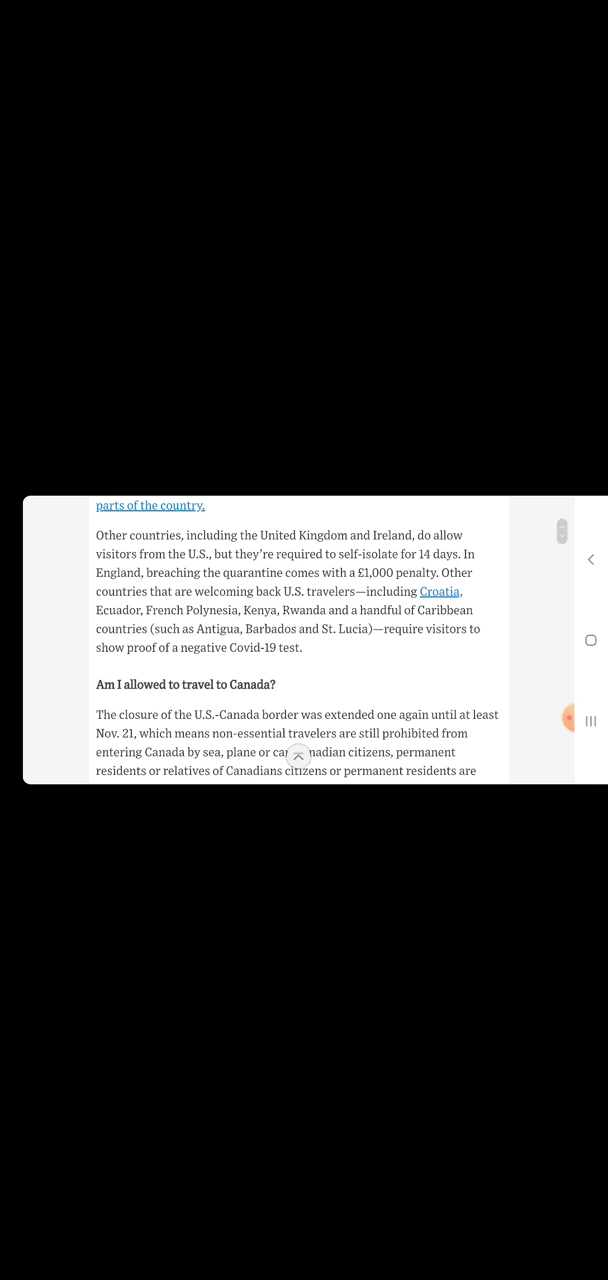 parts of the country.
Other countries, including the United Kingdom and Ireland, do allow
visitors from the U.S., but they're required to self-isolate for 14 days. In
England, breaching the quarantine comes with a £1,000 penalty. Other
countries that are welcoming back U.S. travelers—including Croatia,
Ecuador, French Polynesia, Kenya, Rwanda and a handful of Caribbean
countries (such as Antigua, Barbados and St. Lucia)—require visitors to
show proof of a negative Covid-19 test.
Am I allowed to travel to Canada?
The closure of the U.S.-Canada border was extended one again until at least
Nov. 21, which means non-essential travelers are still prohibited from
entering Canada by sea, plane or citizens, permanent
residents or relatives of Canadians citizens or permanent residents are